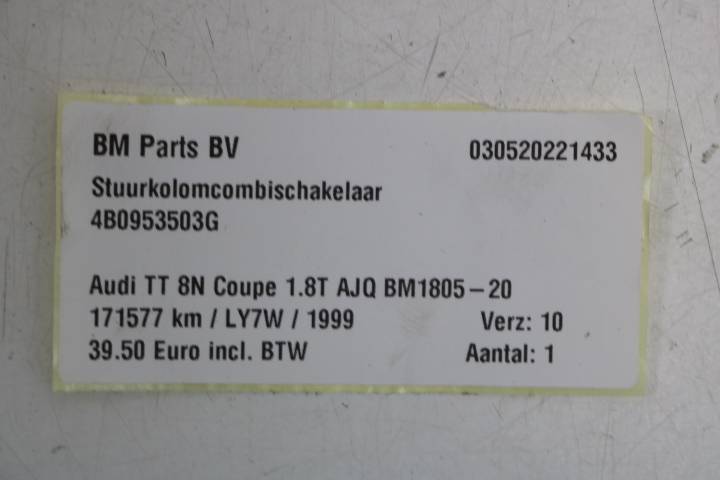 BM Parts BV 030520221433
Stuurkolomcombischakelaar
4B0953503G
Audi TT 8N Coupe 1.8T AJQ BM1805-20
171577 km / LY7W / 1999 Verz: 10
39.50 Euro incl. BTW Aantal: 1